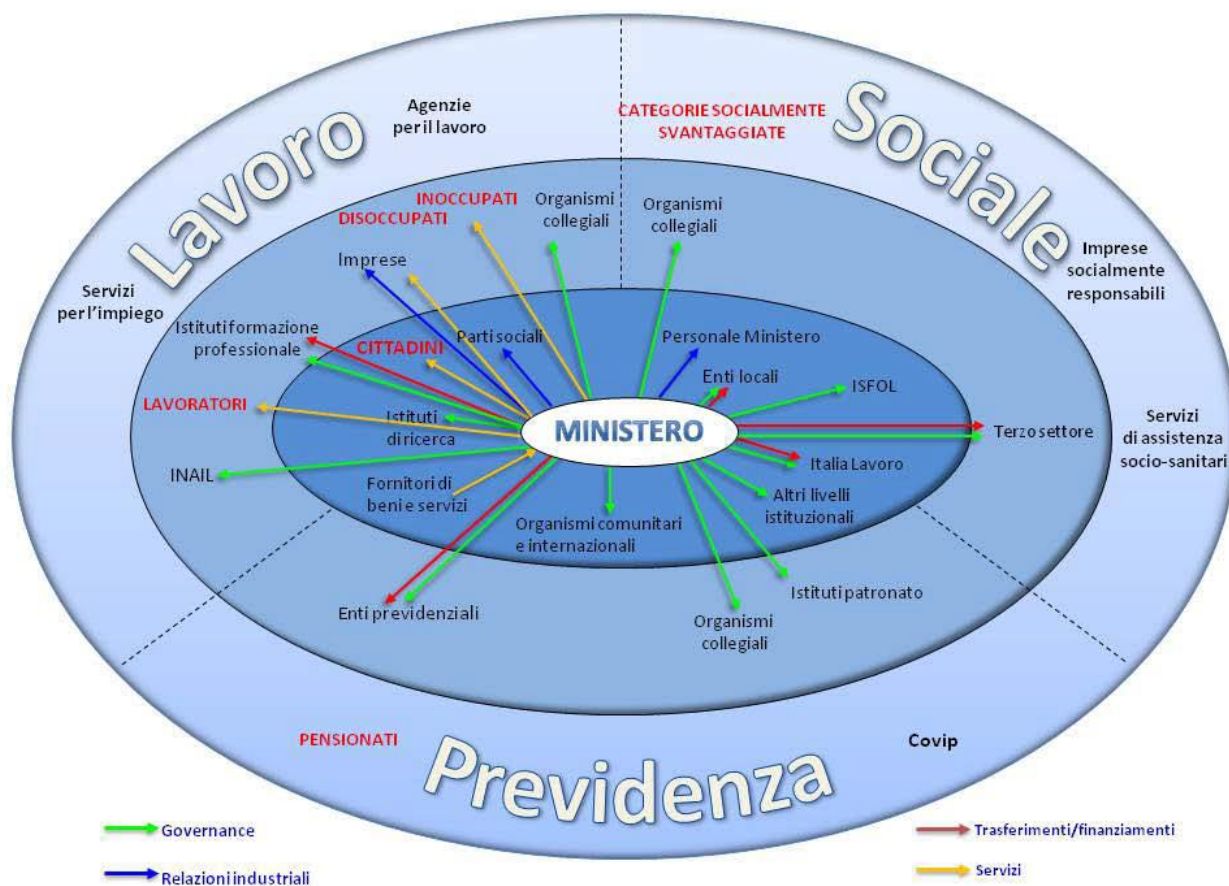 Lavoro
Sociale
Agenzie
per il lavoro
CATEGORIE SOCIALMENTE
SVANTAGGIATE
INOCCUPATI
DISOCCUPATI
Organismi
collegiali
Organismi
collegiali
Imprese
Imprese
socialmente
responsabili
Servizi
per l'impiego
Istituti formazione
professionale
Parti sociali
Personale Ministero
CITTADINI
Enti locali
ISFOL
LAVORATORI
Istituti
di ricerca
MINISTERO
Terzo settore
Servizi
di assistenza
socio-sanitari
INAIL
Italia Lavoro
Fornitori di
beni e servizi
Altri livelli
istituzionali
Organismi comunitari
e internazionali
Istituti patronato
Enti previdenziali
Organismi
collegiali
PENSIONATI
Covip
Previdenza
Governance
Trasferimenti/finanziamenti
Relazioni industriali
Servizi